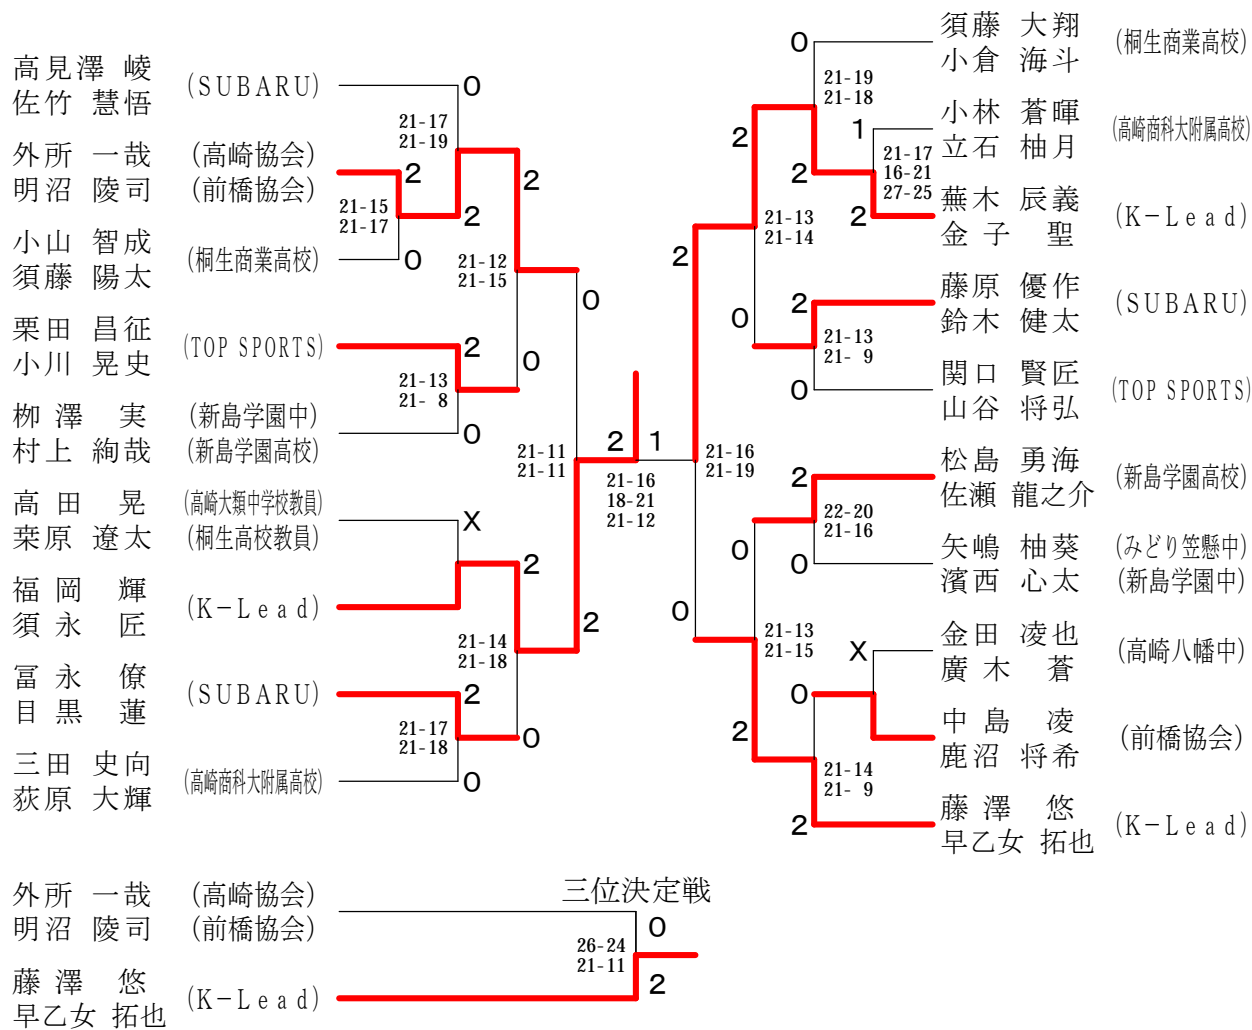 高見澤 崚
佐竹 慧悟
(SUBARU)
0
21-17
21-19
外所 一哉 (高崎協会)
明沼 陵司 (前橋協会)
2
2
2
21-15
21-17
小山 智成
須藤 陽太
(桐生商業高校)
0
21-12
21-15
0
栗田 昌征
小川 晃史
(TOP SPORTS)
2
0
21-13
21- 8
栁澤 実 (新島学園中)
村上 絢哉 (新島学園高校)
0
21-11
21-11
高田 晃 (高崎大類中学校教員)
桒原 遼太 (桐生高校教員)
X
2
福岡 輝
須永 匠
(K-Lead)
2
21-14
21-18
冨永 僚
目黒 蓮
(SUBARU)
2
0
21-17
21-18
三田 史向
荻原 大輝
(高崎商科大附属高校)
0
2
1
21-16
18-21
21-12
須藤 大翔
小倉 海斗
(桐生商業高校)
0
21-19
21-18
小林 蒼暉
立石 柚月
(高崎商科大附属高校)
1
2
2
21-17
16-21
27-25
蕪木 辰義
金子 聖
(K-Lead)
2
21-13
21-14
2
藤原 優作
鈴木 健太
(SUBARU)
2
0
21-13
21- 9
関口 賢匠
山谷 将弘
(TOP SPORTS)
0
21-16
21-19
松島 勇海
佐瀬 龍之介
(新島学園高校)
2
22-20
21-16
矢嶋 柚葵 (みどり笠懸中)
濱西 心太 (新島学園中)
0
0
0
21-13
21-15
金田 凌也
廣木 蒼
(高崎八幡中)
X
0
中島 凌
鹿沼 将希
(前橋協会)
2
21-14
21- 9
藤澤 悠
早乙女 拓也
(K-Lead)
2
三位決定戦
外所 一哉 (高崎協会)
明沼 陵司 (前橋協会)
0
26-24
21-11
藤澤 悠
早乙女 拓也
(K-Lead)
2